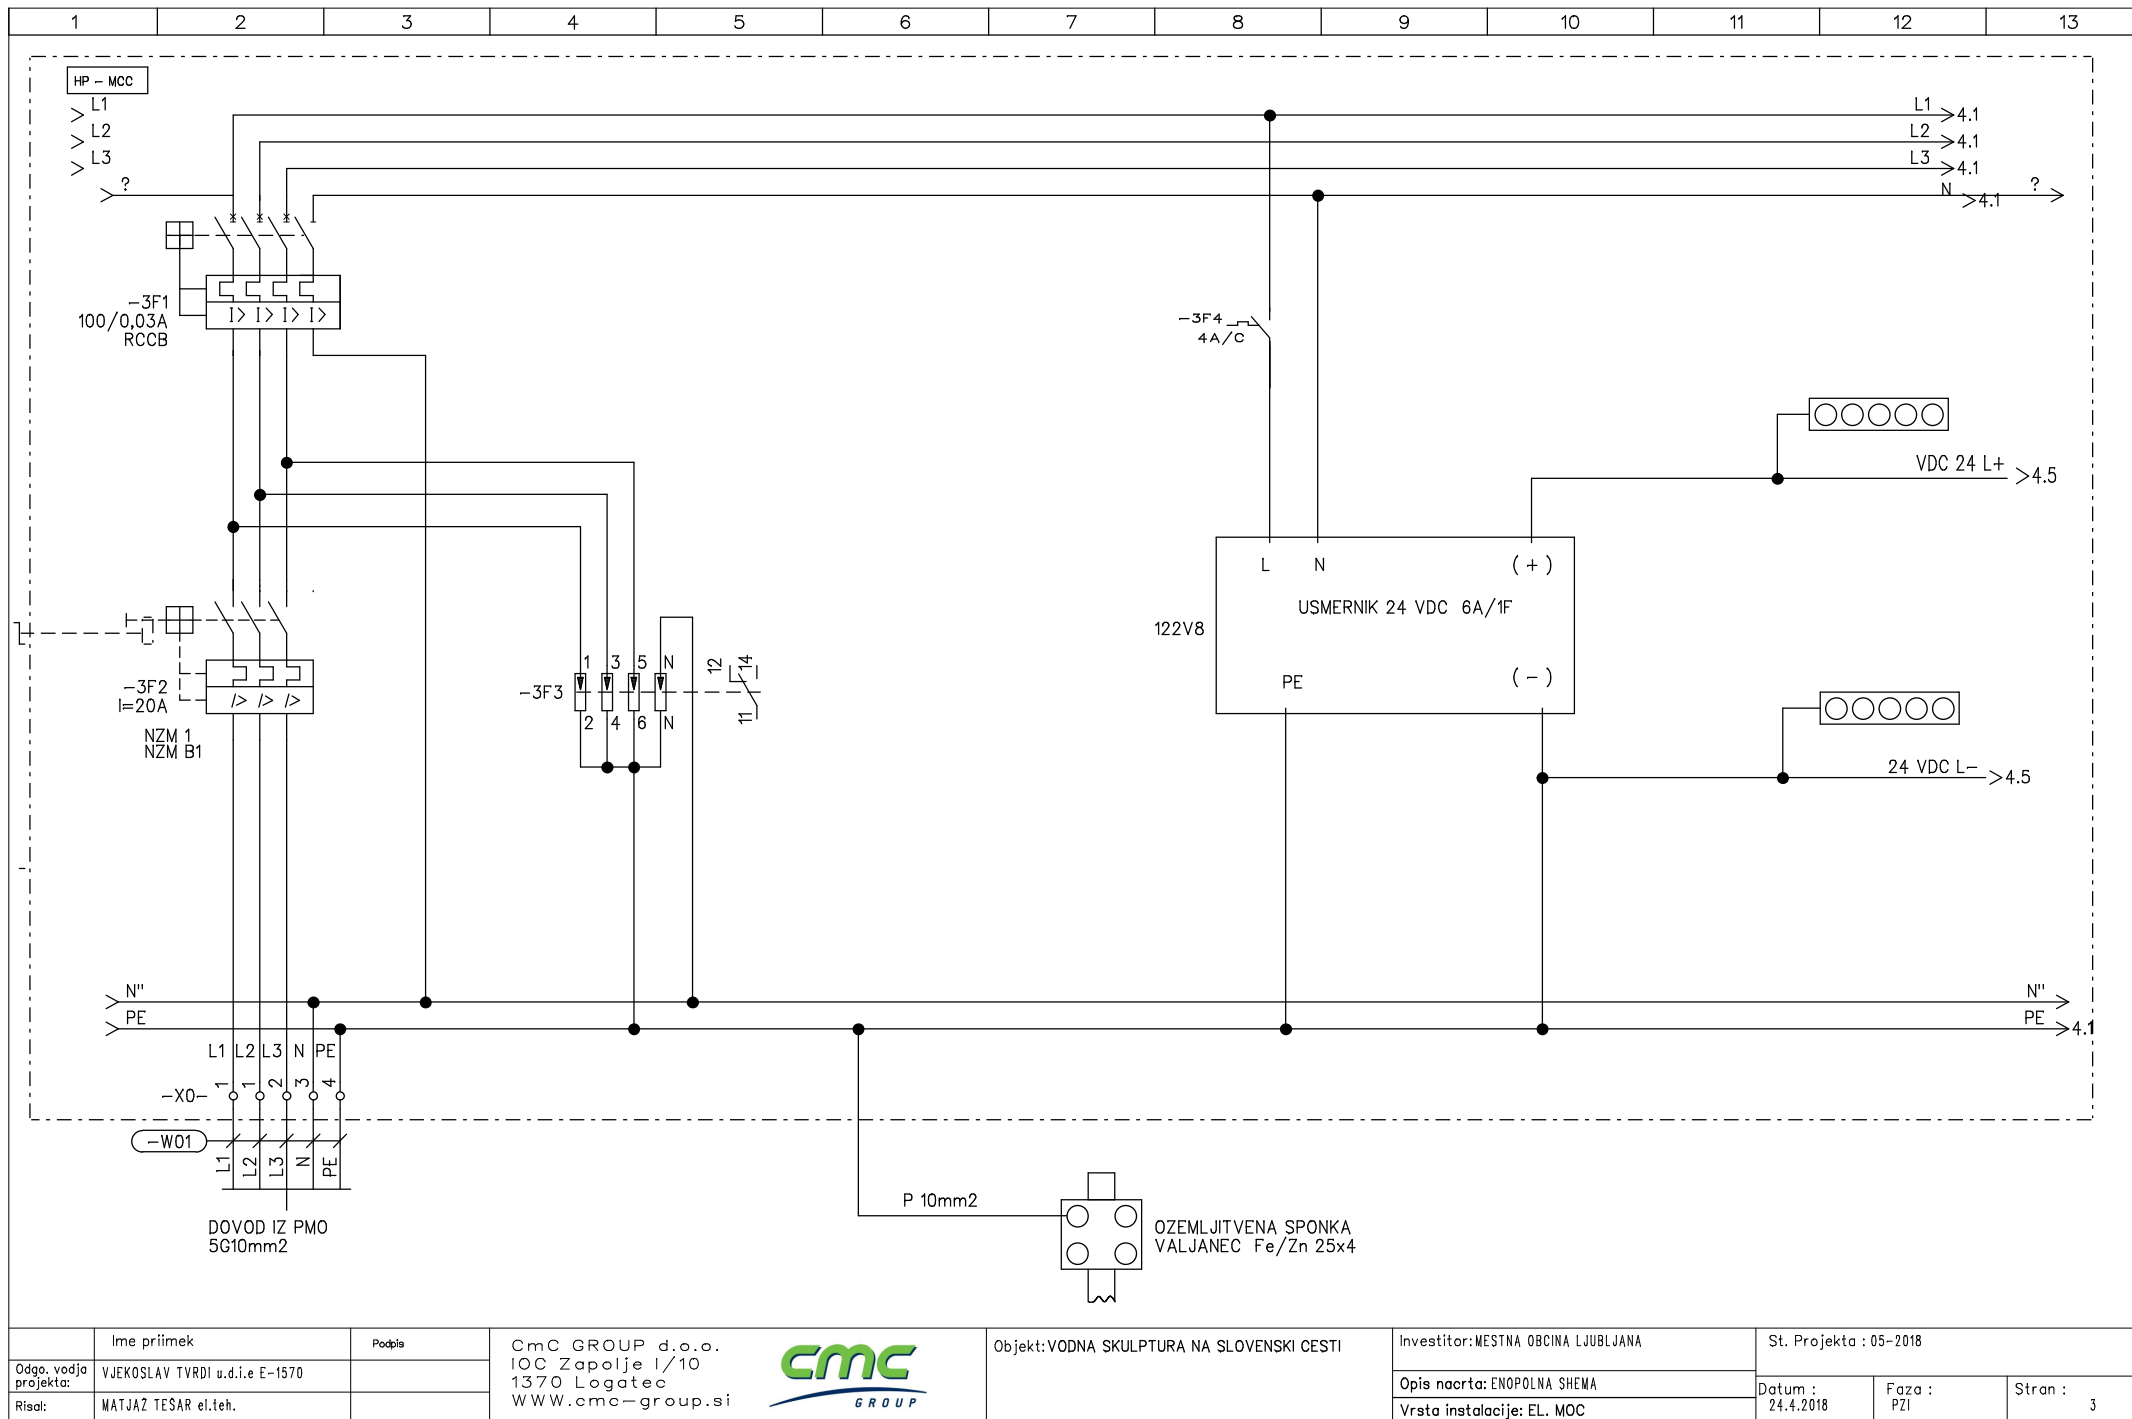 1 2 3 4 5 6 7 8 9 10 11 12 13
HP – MCC
L1
L2
L3
?
L1 4.1
L2 4.1
L3 4.1
N 4.1 ?
–3F1
100/0,03A
RCCB
I> I> I> I>
–3F4
4A/C
VDC 24 L+ >4.5
L N (+)
USMERNIK 24 VDC 6A/1F
122V8
PE (–)
–3F2
I=20A
/> /> />
NZM 1
NZM B1
–3F3
1 3 5 N
2 4 6 N
12 14
11
24 VDC L– >4.5
N" N"
PE PE 4.1
L1 L2 L3 N PE
1 1 2 3 4
–X0–
–W01
L1 L2 L3 N PE
DOVOD IZ PMO
5G10mm2
P 10mm2
OZEMLJITVENA SPONKA
VALJANEC Fe/Zn 25x4
Ime priimek Podpis
Odgo. vodja projekta: VJEKOSLAV TVRDI u.d.i.e E-1570
Risal: MATJAŽ TEŠAR el.teh.
CmC GROUP d.o.o.
IOC Zapolje I/10
1370 Logatec
WWW.cmc–group.si
cmc
GROUP
Objekt: VODNA SKULPTURA NA SLOVENSKI CESTI
Investitor: MESTNA OBCINA LJUBLJANA
Opis nacrta: ENOPOLNA SHEMA
Vrsta instalacije: EL. MOC
St. Projekta : 05-2018
Datum : 24.4.2018
Faza : PZI
Stran : 3